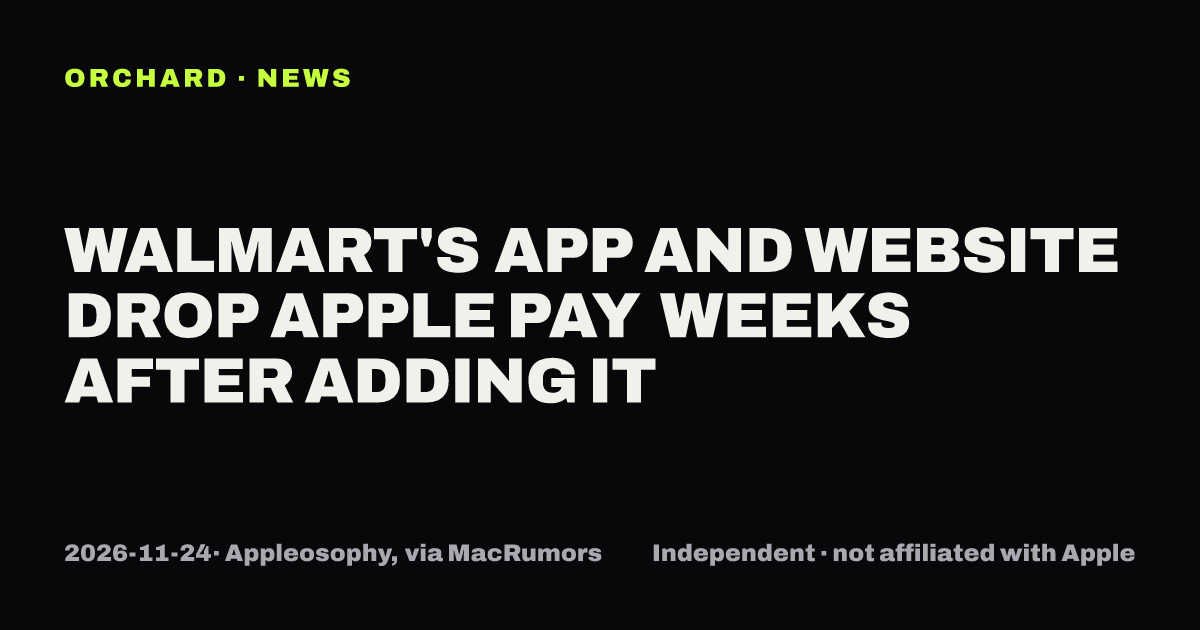 ORCHARD · NEWS
WALMART'S APP AND WEBSITE
DROP APPLE PAY WEEKS
AFTER ADDING IT
2026-11-24· Appleosophy, via MacRumors
Independent · not affiliated with Apple